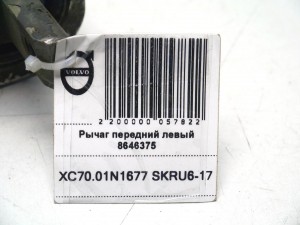 VOLVO
2 200000 057822
Рычаг передний левый
8646375
XC70.01N1677 SKRU6-17